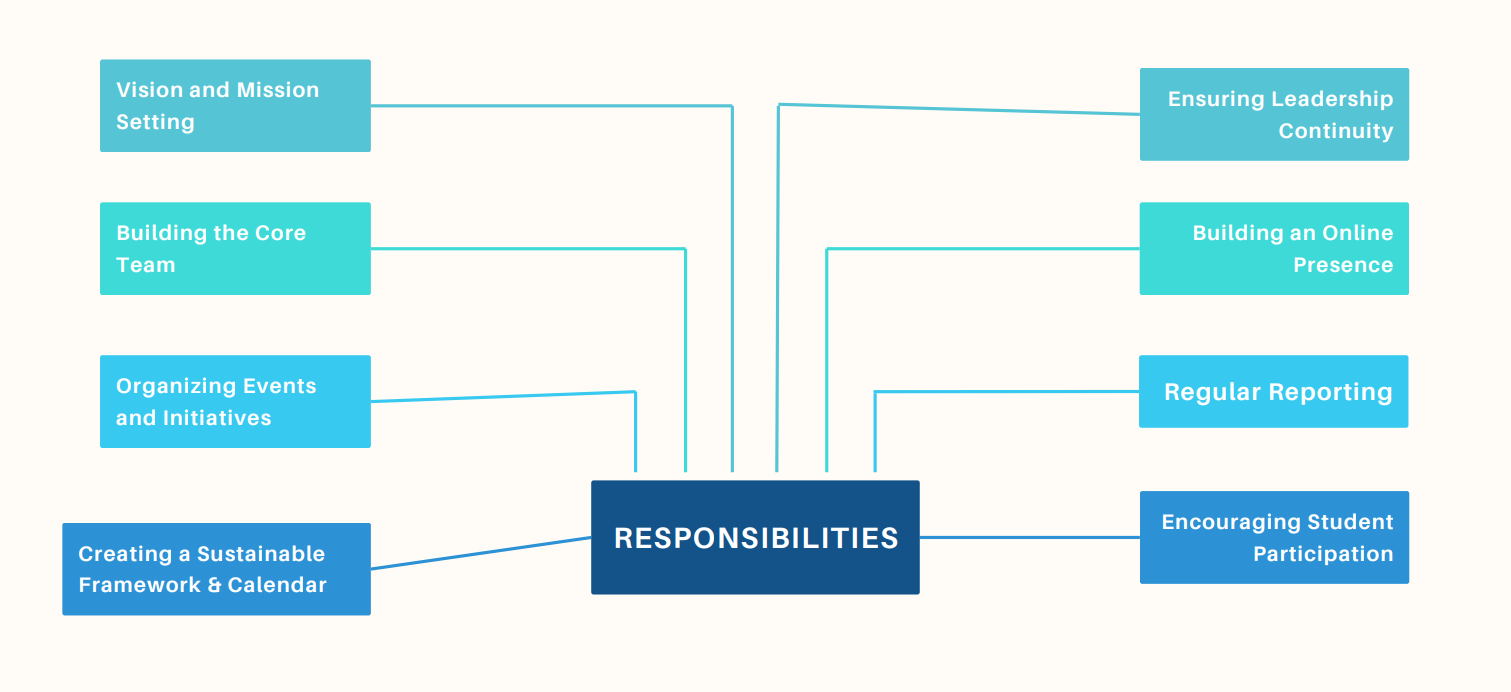 Vision and Mission
Setting
Building the Core
Team
Organizing Events
and Initiatives
Creating a Sustainable
Framework & Calendar
RESPONSIBILITIES
Ensuring Leadership
Continuity
Building an Online
Presence
Regular Reporting
Encouraging Student
Participation